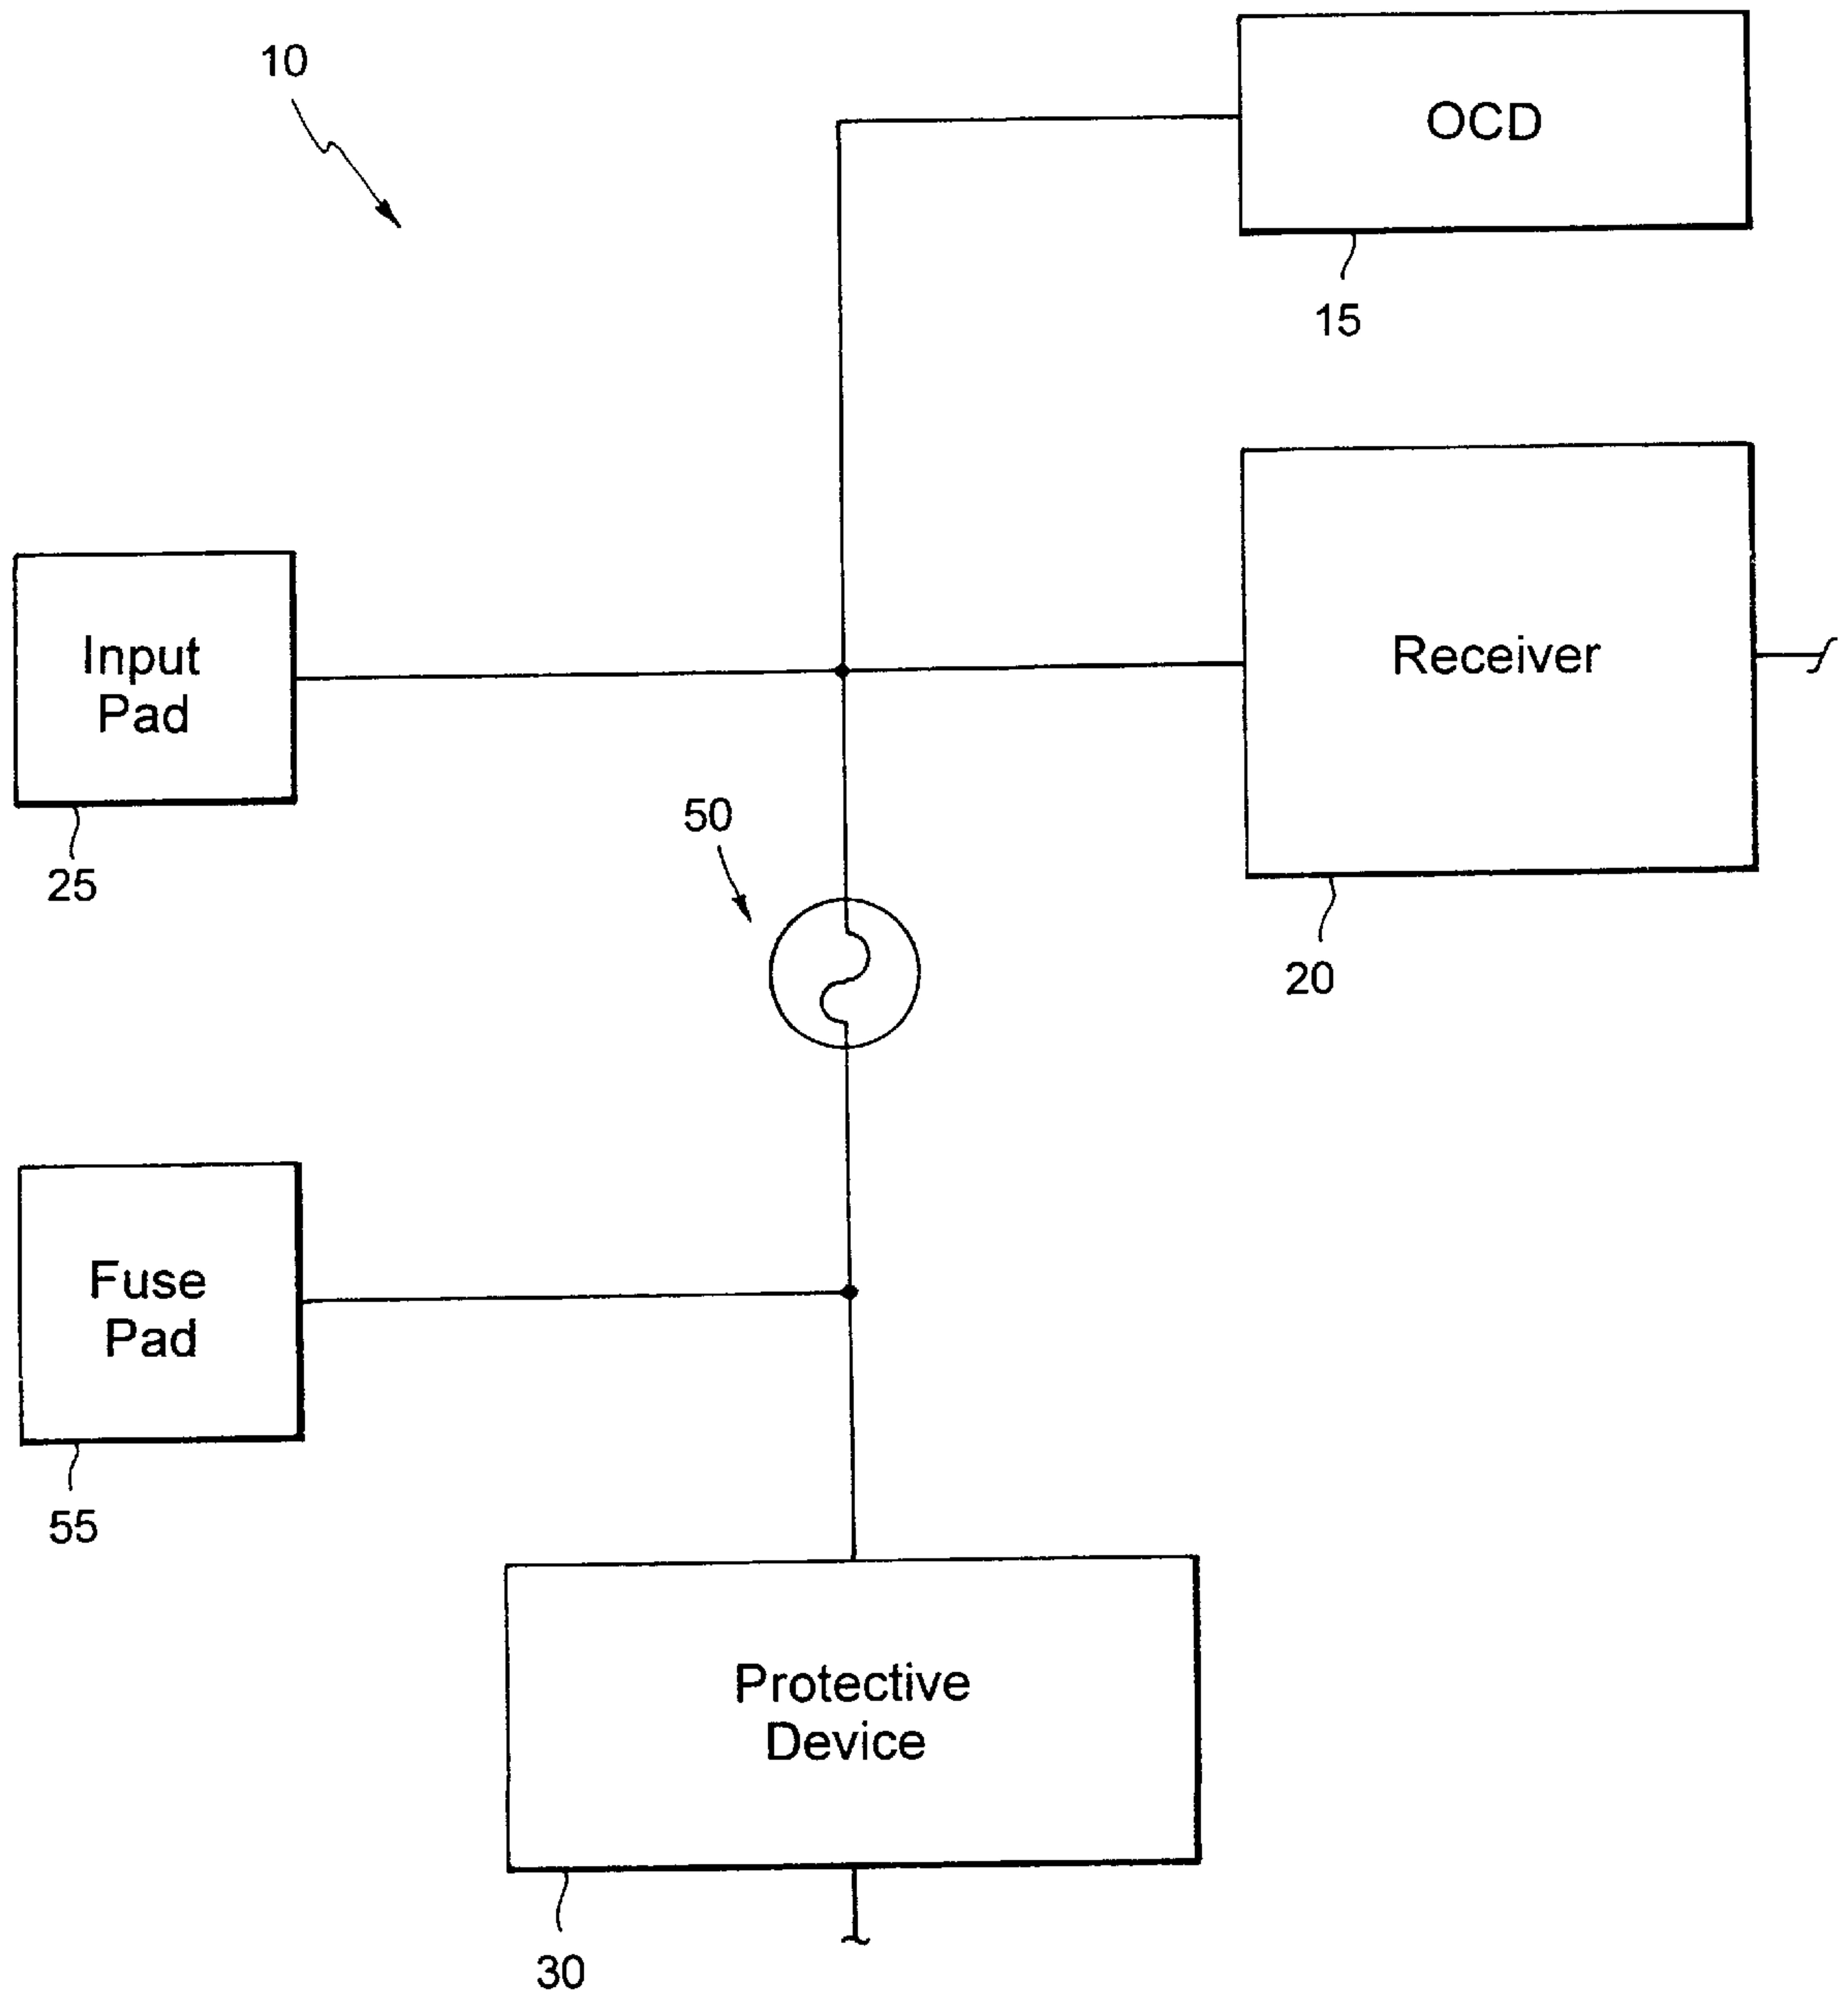 10
OCD
15
Input
Pad
25
Receiver
20
50
Fuse
Pad
55
Protective
Device
30